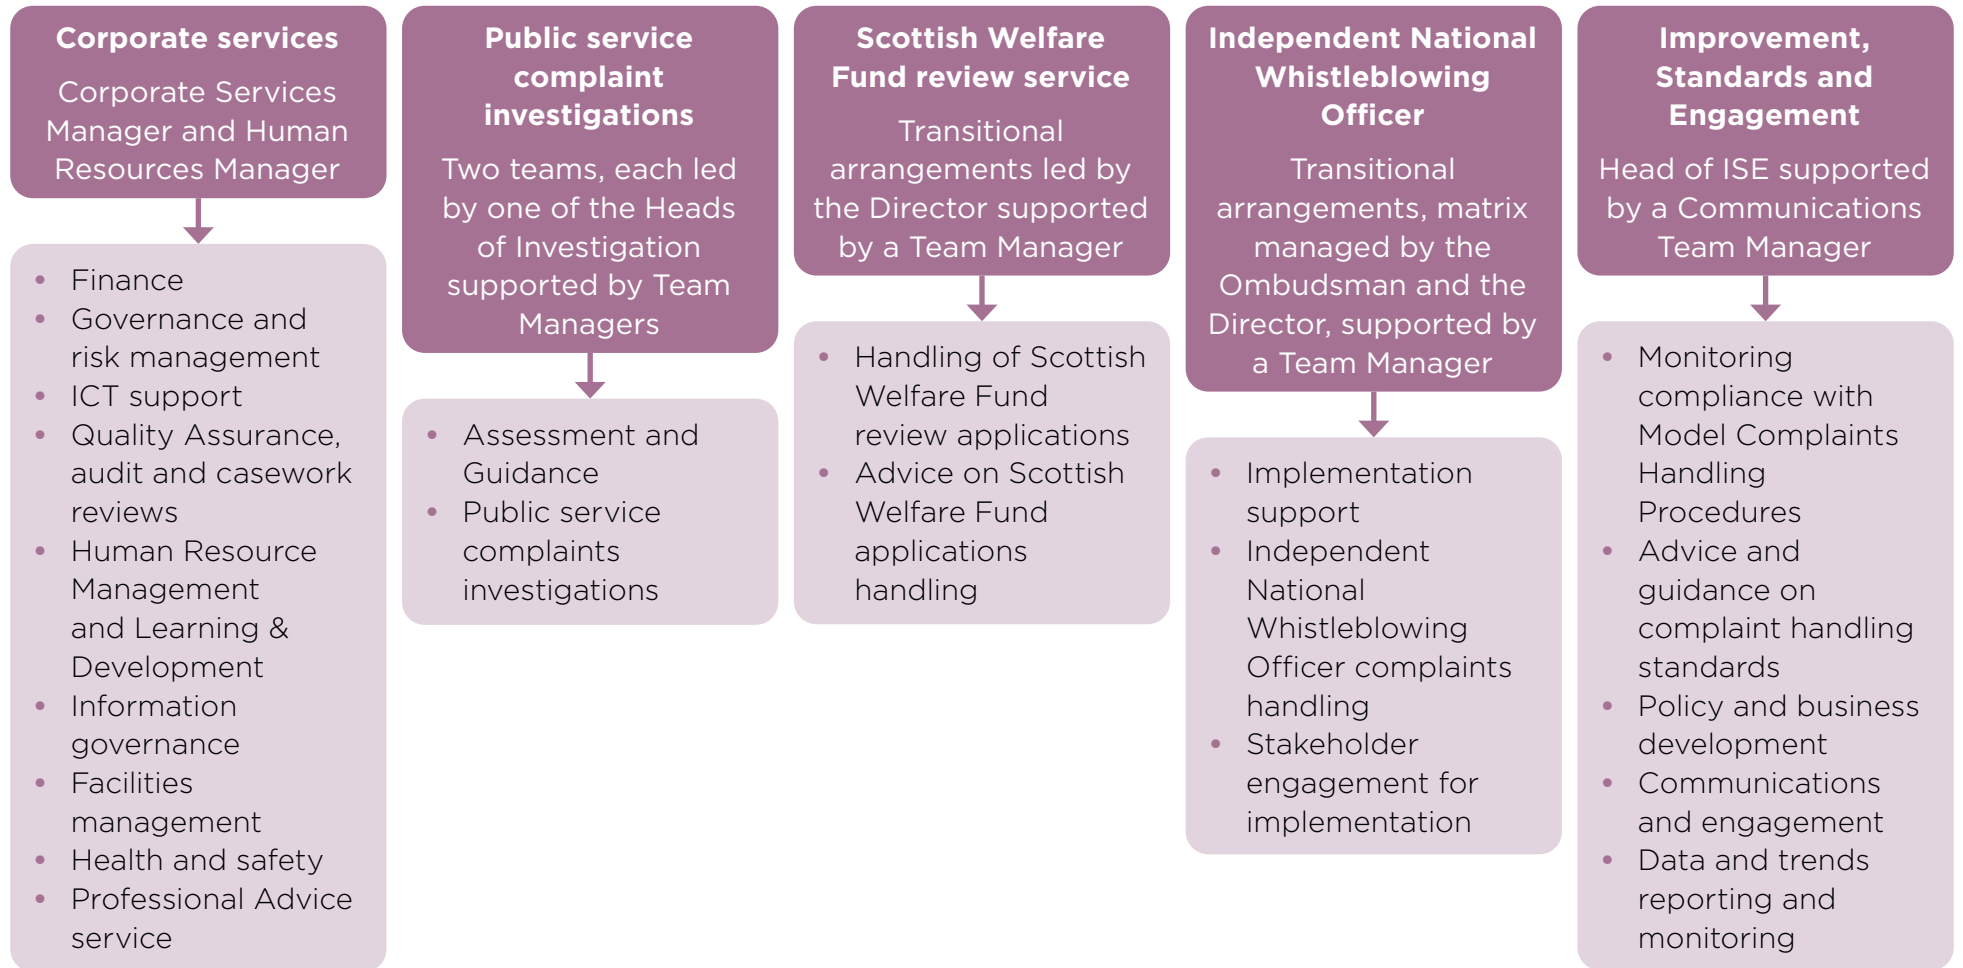 Corporate services
Corporate Services
Manager and Human
Resources Manager
• Finance
• Governance and
risk management
• ICT support
• Quality Assurance,
audit and casework
reviews
• Human Resource
Management
and Learning &
Development
• Information
governance
• Facilities
management
• Health and safety
• Professional Advice
service
Public service
complaint
investigations
Two teams, each led
by one of the Heads
of Investigation
supported by Team
Managers
• Assessment and
Guidance
• Public service
complaints
investigations
Scottish Welfare
Fund review service
Transitional
arrangements led by
the Director supported
by a Team Manager
• Handling of Scottish
Welfare Fund
review applications
• Advice on Scottish
Welfare Fund
applications
handling
Independent National
Whistleblowing
Officer
Transitional
arrangements, matrix
managed by the
Ombudsman and the
Director, supported by
a Team Manager
• Implementation
support
• Independent
National
Whistleblowing
Officer complaints
handling
• Stakeholder
engagement for
implementation
Improvement,
Standards and
Engagement
Head of ISE supported
by a Communications
Team Manager
• Monitoring
compliance with
Model Complaints
Handling
Procedures
• Advice and
guidance on
complaint handling
standards
• Policy and business
development
• Communications
and engagement
• Data and trends
reporting and
monitoring